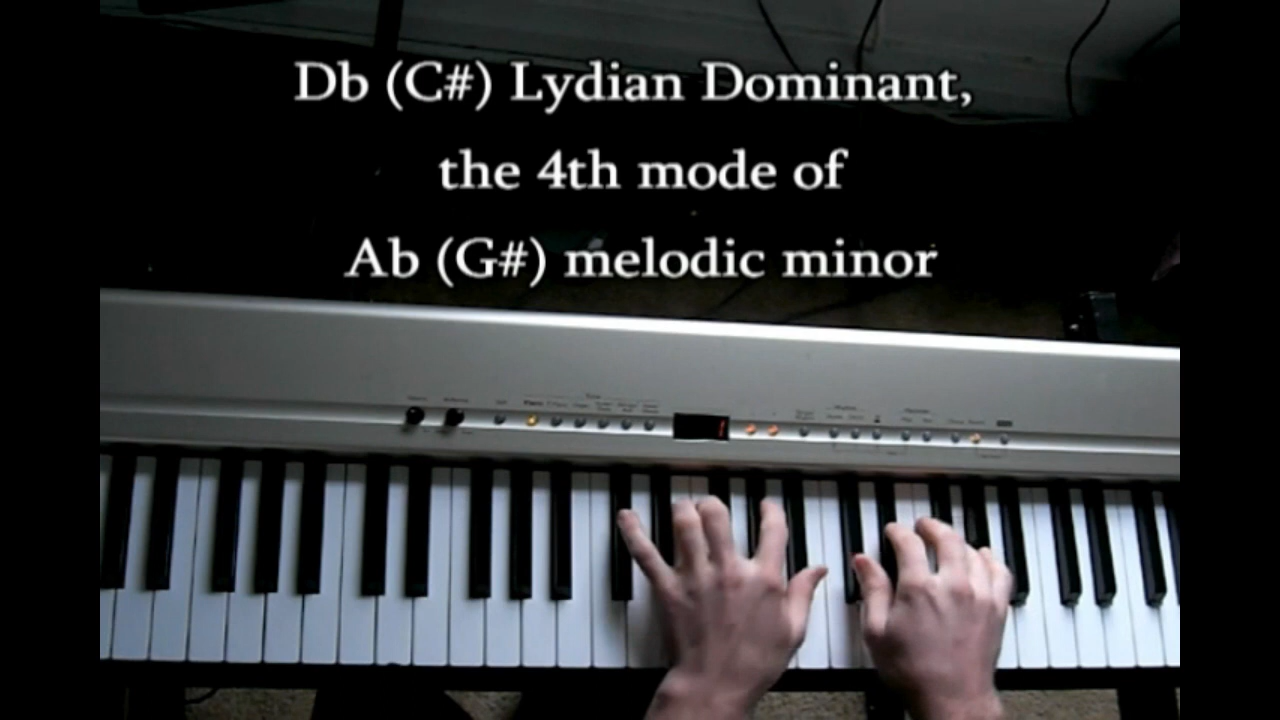 Db (C#) Lydian Dominant,
the 4th mode of
Ab (G#) melodic minor